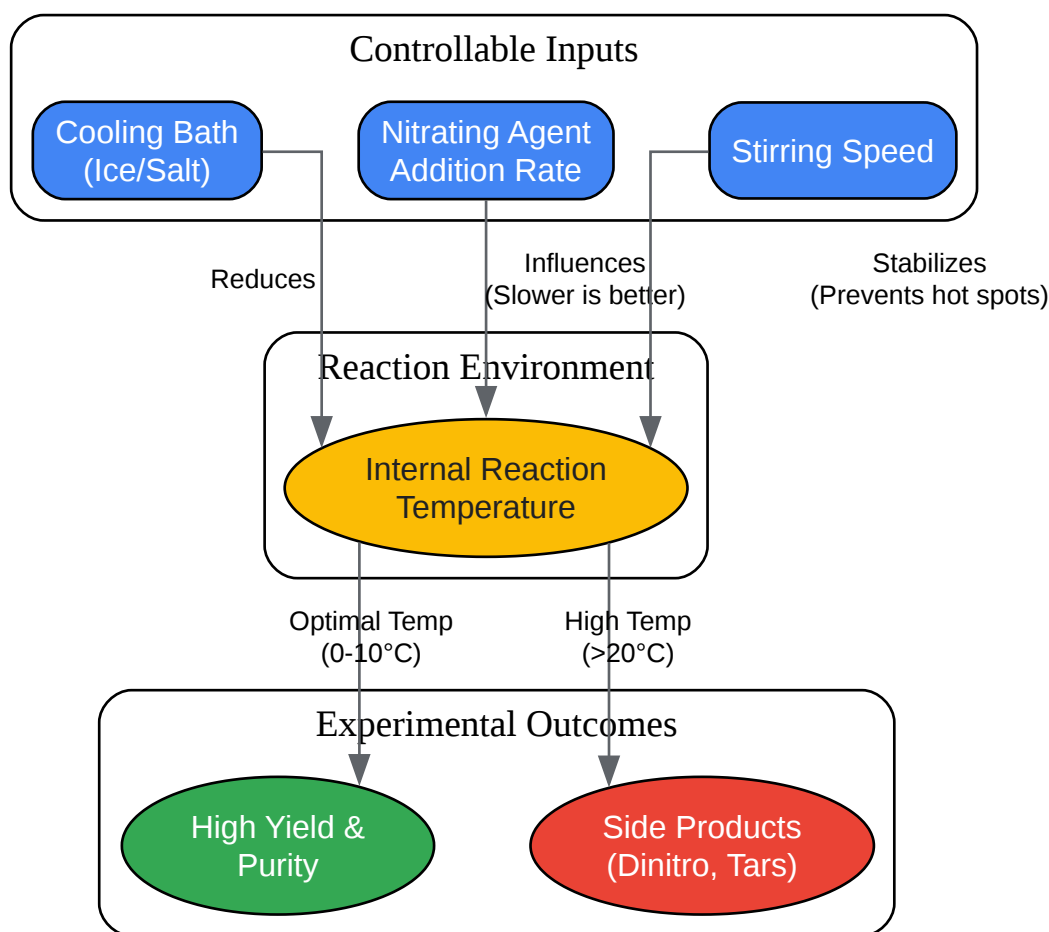 Controllable Inputs
Cooling Bath
(Ice/Salt)
Nitrating Agent
Addition Rate
Stirring Speed
Reduces
Influences
(Slower is better)
Stabilizes
(Prevents hot spots)
Reaction Environment
Internal Reaction
Temperature
Optimal Temp
(0-10°C)
High Temp
(>20°C)
Experimental Outcomes
High Yield &
Purity
Side Products
(Dinitro, Tars)